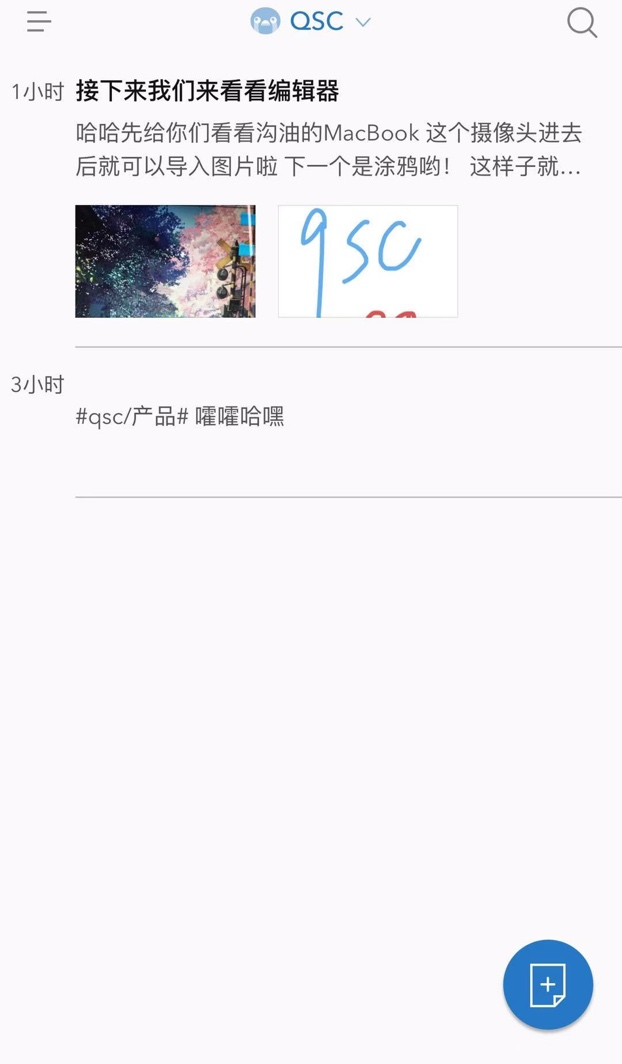 QSC
1小时
接下来我们来看看编辑器
哈哈先给你们看看沟油的MacBook 这个摄像头进去
后就可以导入图片啦 下一个是涂鸦哟！ 这样子就…
qsc
3小时
#qsc/产品# 嚯嚯哈嘿